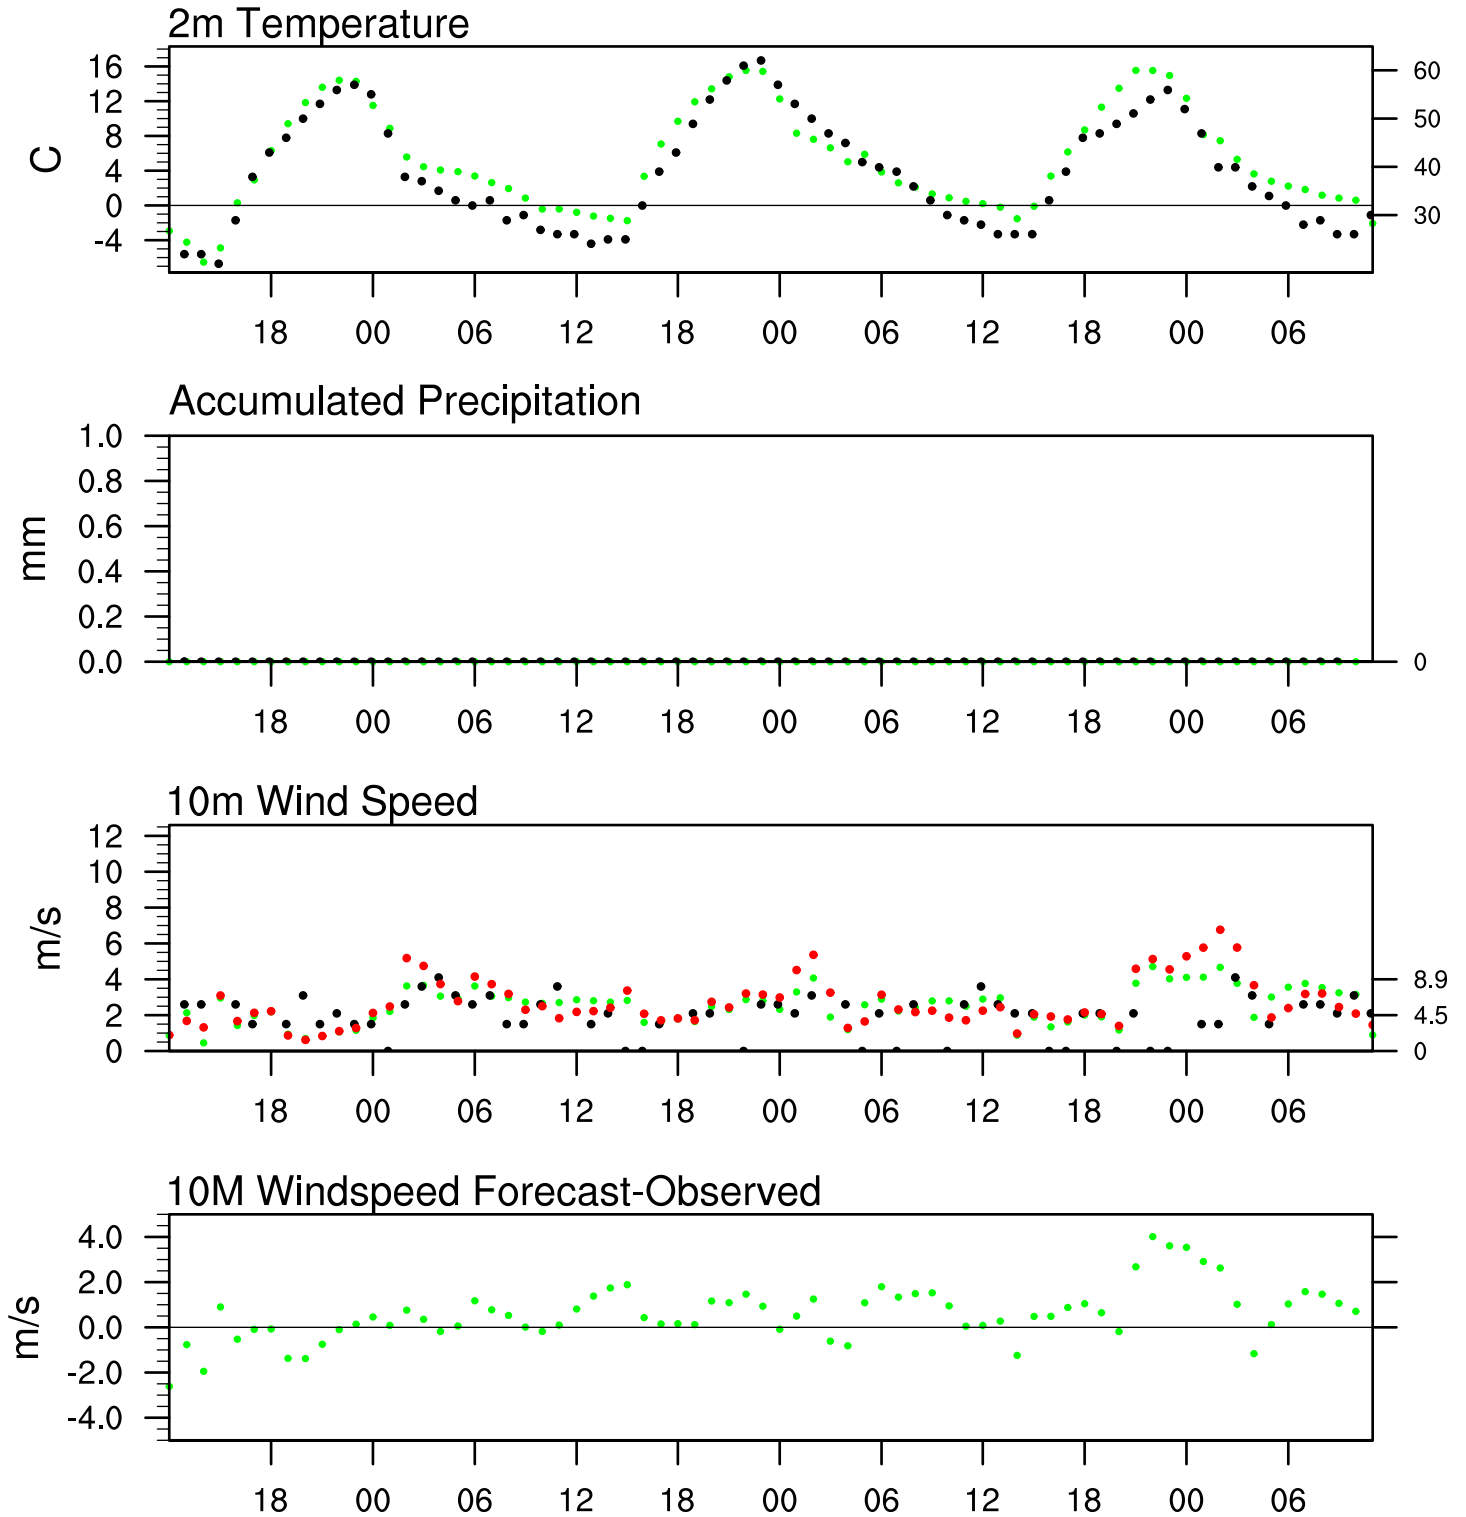 2m Temperature
16
12
8
4
0
-4
C
60
50
40
30
18 00 06 12 18 00 06 12 18 00 06
Accumulated Precipitation
1.0
0.8
0.6
0.4
0.2
0.0
mm
0
18 00 06 12 18 00 06 12 18 00 06
10m Wind Speed
12
10
8
6
4
2
0
m/s
8.9
4.5
0
18 00 06 12 18 00 06 12 18 00 06
10M Windspeed Forecast-Observed
4.0
2.0
0.0
-2.0
-4.0
m/s
18 00 06 12 18 00 06 12 18 00 06